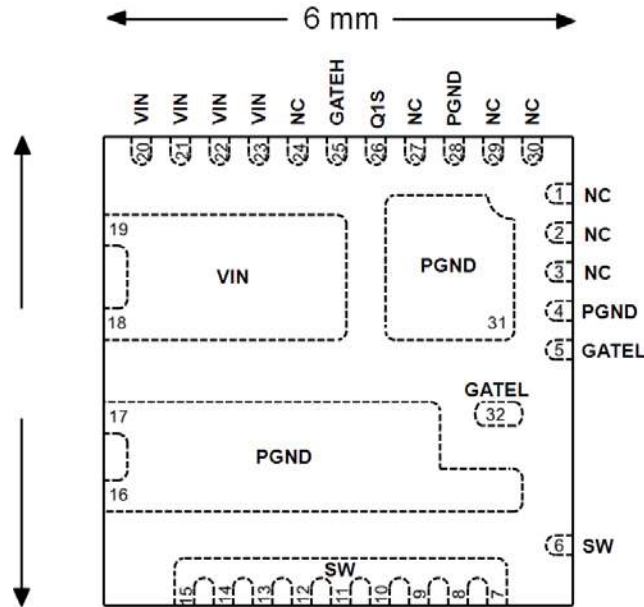 6 mm
VIN VIN VIN VIN NC GATEH Q1S NC PGND NC NC
20 21 22 23 24 25 26 27 28 29 30
1 NC
2 NC
3 NC
4 PGND
5 GATEL
19
VIN
18
PGND
31
GATEL
32
17
PGND
16
6 SW
SW
15 14 13 12 11 10 9 8 7